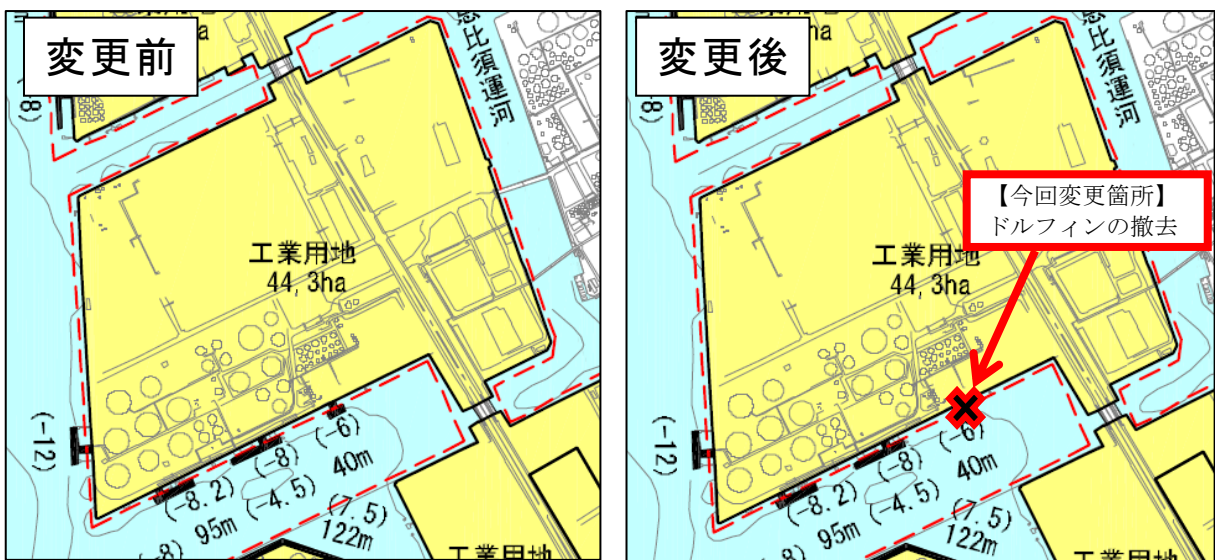 変更前
ha
恵比須運河
8)
工業用地
44,3ha
(-12)
(-6)
(-8)
40m
(-8.2)
(-4.5)
(7.5)
95m
122m
-8)
工業用地
変更後
ha
恵比須運河
8)
【今回変更箇所】
ドルフィンの撤去
工業用地
44,3ha
(-12)
(-6)
(-8)
40m
(-8.2)
(-4.5)
(7.5)
95m
122m
8)
工業用地